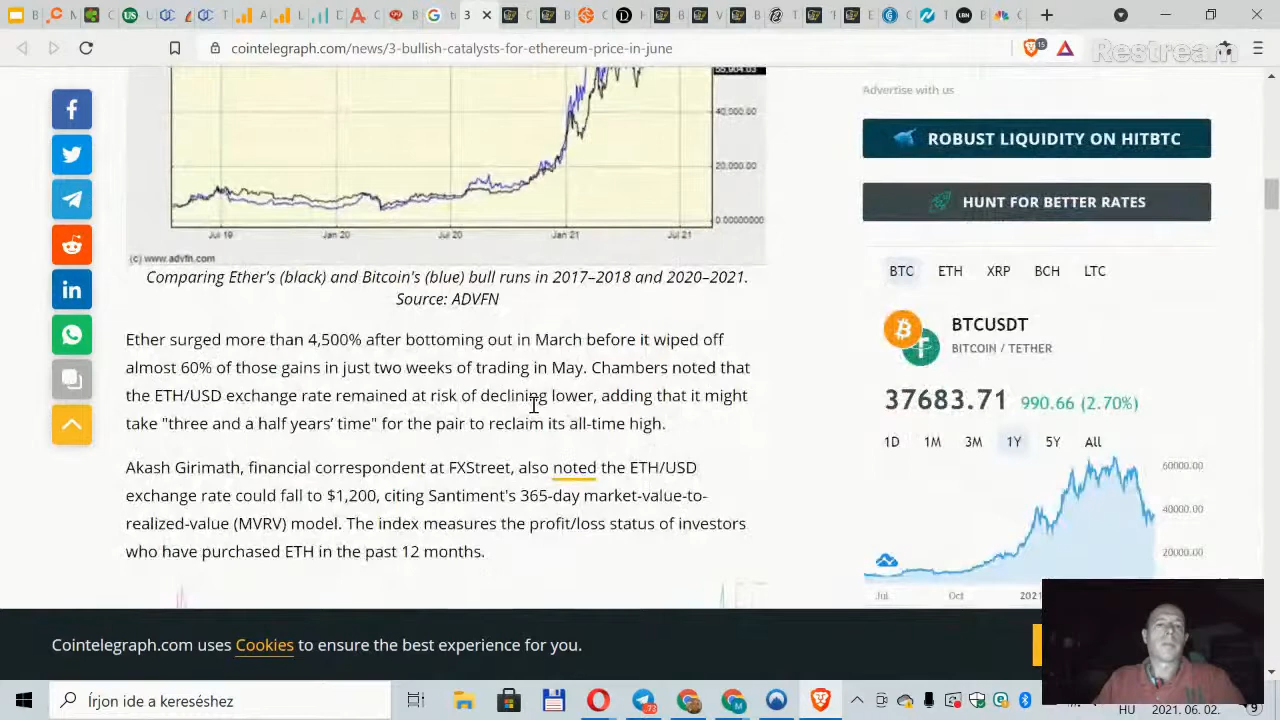 3
cointelegraph.com/news/3-bullish-catalysts-for-ethereum-price-in-june
15
Restream
40,000.00
20,000.00
0.00000000
Jul 19
Jan 20
Jul 20
Jan 21
Jul 21
(c) www.advfn.com
Comparing Ether's (black) and Bitcoin's (blue) bull runs in 2017–2018 and 2020–2021.
Source: ADVFN
Ether surged more than 4,500% after bottoming out in March before it wiped off
almost 60% of those gains in just two weeks of trading in May. Chambers noted that
the ETH/USD exchange rate remained at risk of declining lower, adding that it might
take "three and a half years’ time" for the pair to reclaim its all-time high.
Akash Girimath, financial correspondent at FXStreet, also noted the ETH/USD
exchange rate could fall to $1,200, citing Santiment's 365-day market-value-to-
realized-value (MVRV) model. The index measures the profit/loss status of investors
who have purchased ETH in the past 12 months.
Advertise with us
ROBUST LIQUIDITY ON HITBTC
HUNT FOR BETTER RATES
BTC ETH XRP BCH LTC
BTCUSDT
BITCOIN / TETHER
37683.71 990.66 (2.70%)
1D 1M 3M 1Y 5Y All
60000.00
40000.00
20000.00
Jul Oct 2021
Cointelegraph.com uses Cookies to ensure the best experience for you.
Írjon ide a kereséshez
73
HU
2021. 06. 02.